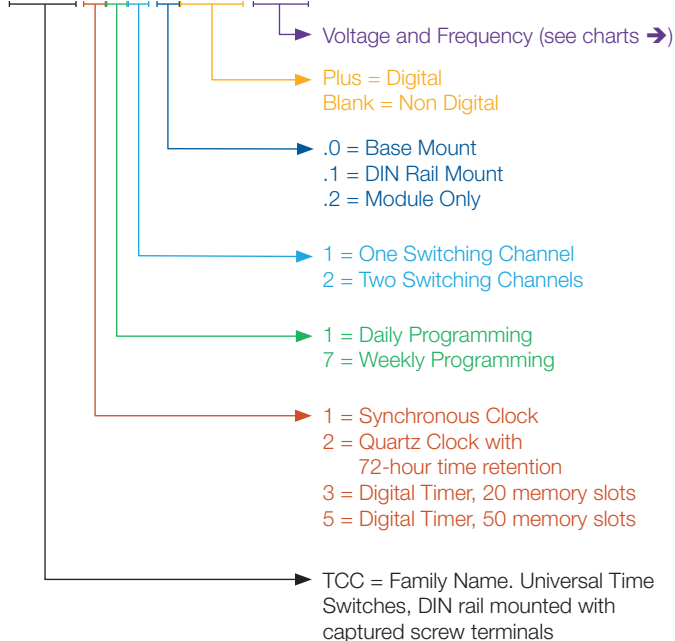 Voltage and Frequency (see charts ➔)
Plus = Digital
Blank = Non Digital
.0 = Base Mount
.1 = DIN Rail Mount
.2 = Module Only
1 = One Switching Channel
2 = Two Switching Channels
1 = Daily Programming
7 = Weekly Programming
1 = Synchronous Clock
2 = Quartz Clock with
72-hour time retention
3 = Digital Timer, 20 memory slots
5 = Digital Timer, 50 memory slots
TCC = Family Name. Universal Time
Switches, DIN rail mounted with
captured screw terminals